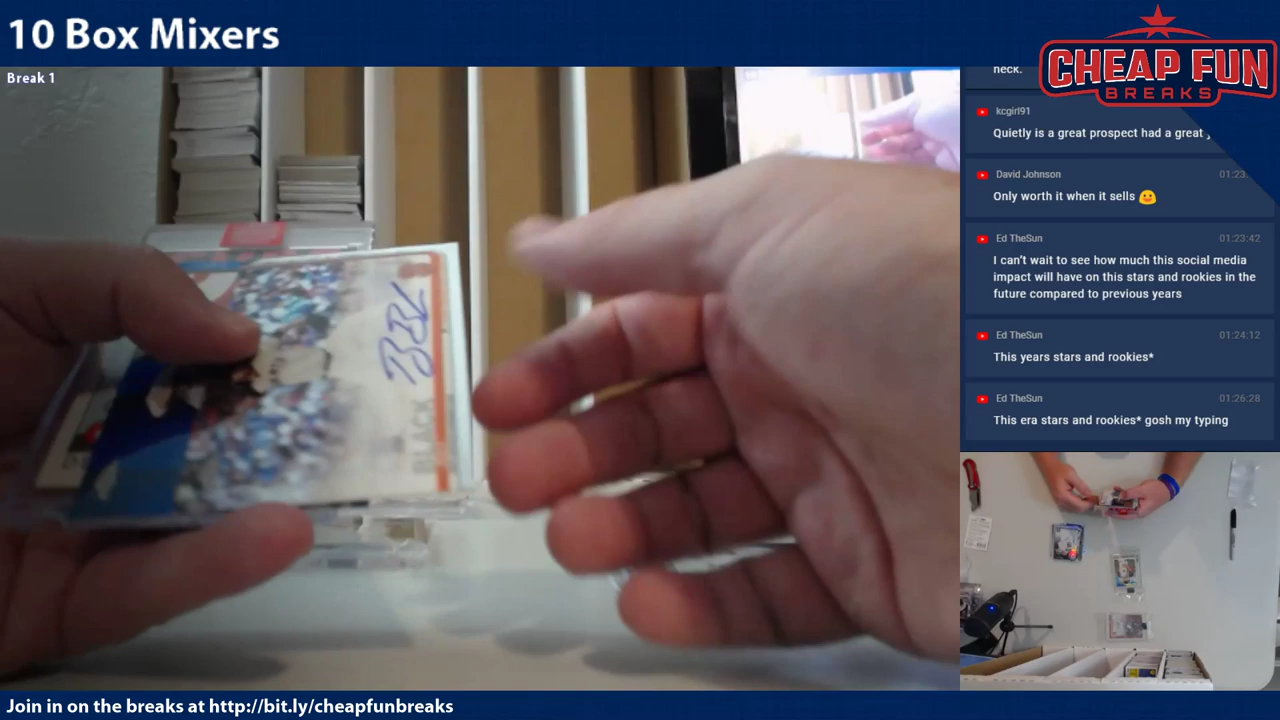 10 Box Mixers
CHEAP FUN
BREAKS
Break 1
neck.
kcgirl91
Quietly is a great prospect had a great
David Johnson
01:23
Only worth it when it sells
Ed TheSun
01:23:42
I can't wait to see how much this social media
impact will have on this stars and rookies in the
future compared to previous years
Ed TheSun
01:24:12
This years stars and rookies*
Ed TheSun
01:26:28
This era stars and rookies* gosh my typing
BLACK
Join in on the breaks at http://bit.ly/cheapfunbreaks